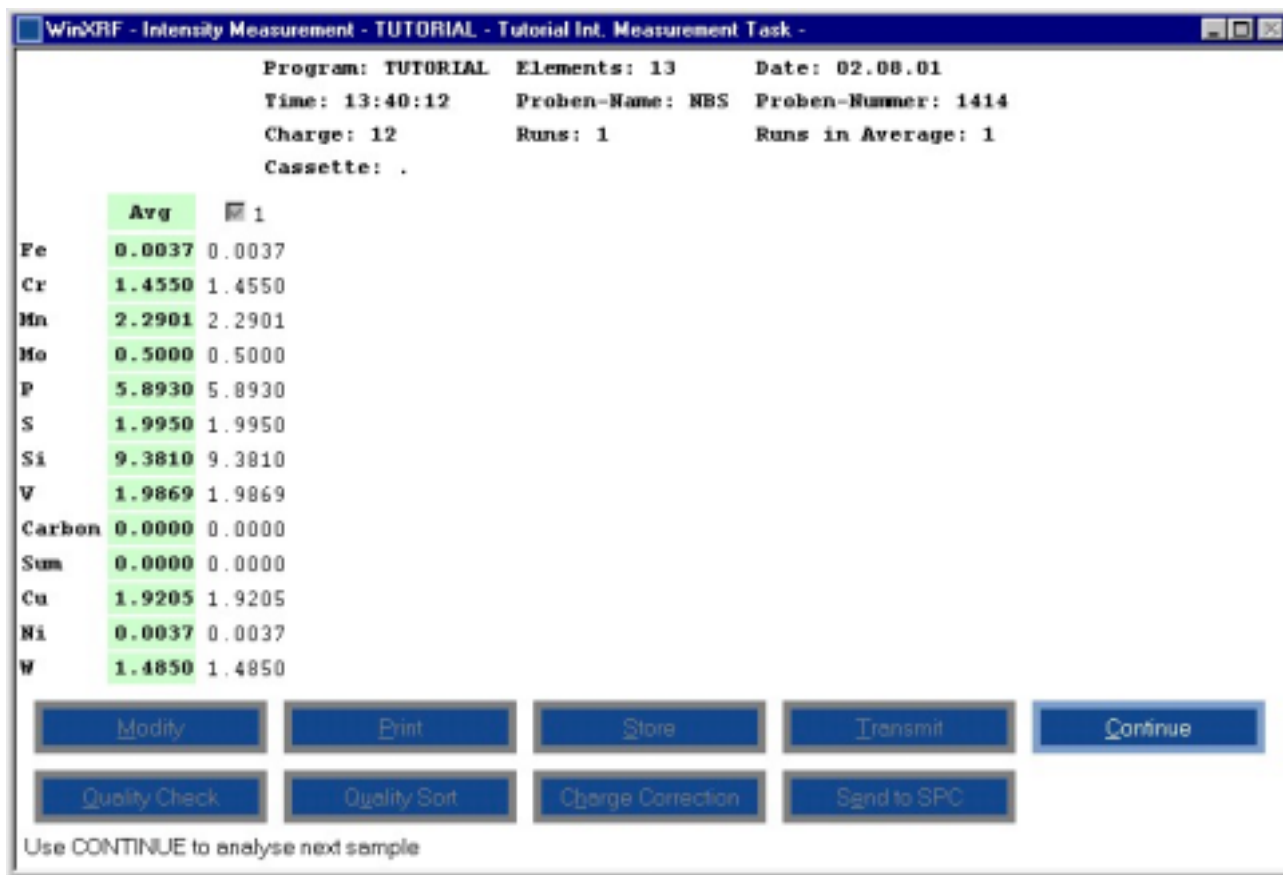 WinXRF - Intensity Measurement - TUTORIAL - Tutorial Int. Measurement Task -
Program: TUTORIAL Elements: 13 Date: 02.08.01
Time: 13:40:12 Proben-Name: NBS Proben-Nummer: 1414
Charge: 12 Runs: 1 Runs in Average: 1
Cassette: .
Avg 1
Fe 0.0037 0.0037
Cr 1.4550 1.4550
Mn 2.2901 2.2901
Mo 0.5000 0.5000
P 5.8930 5.8930
S 1.9950 1.9950
Si 9.3810 9.3810
V 1.9869 1.9869
Carbon 0.0000 0.0000
Sum 0.0000 0.0000
Cu 1.9205 1.9205
Ni 0.0037 0.0037
W 1.4850 1.4850
Modify Print Store Transmit Continue
Quality Check Quality Sort Charge Correction Send to SPC
Use CONTINUE to analyse next sample